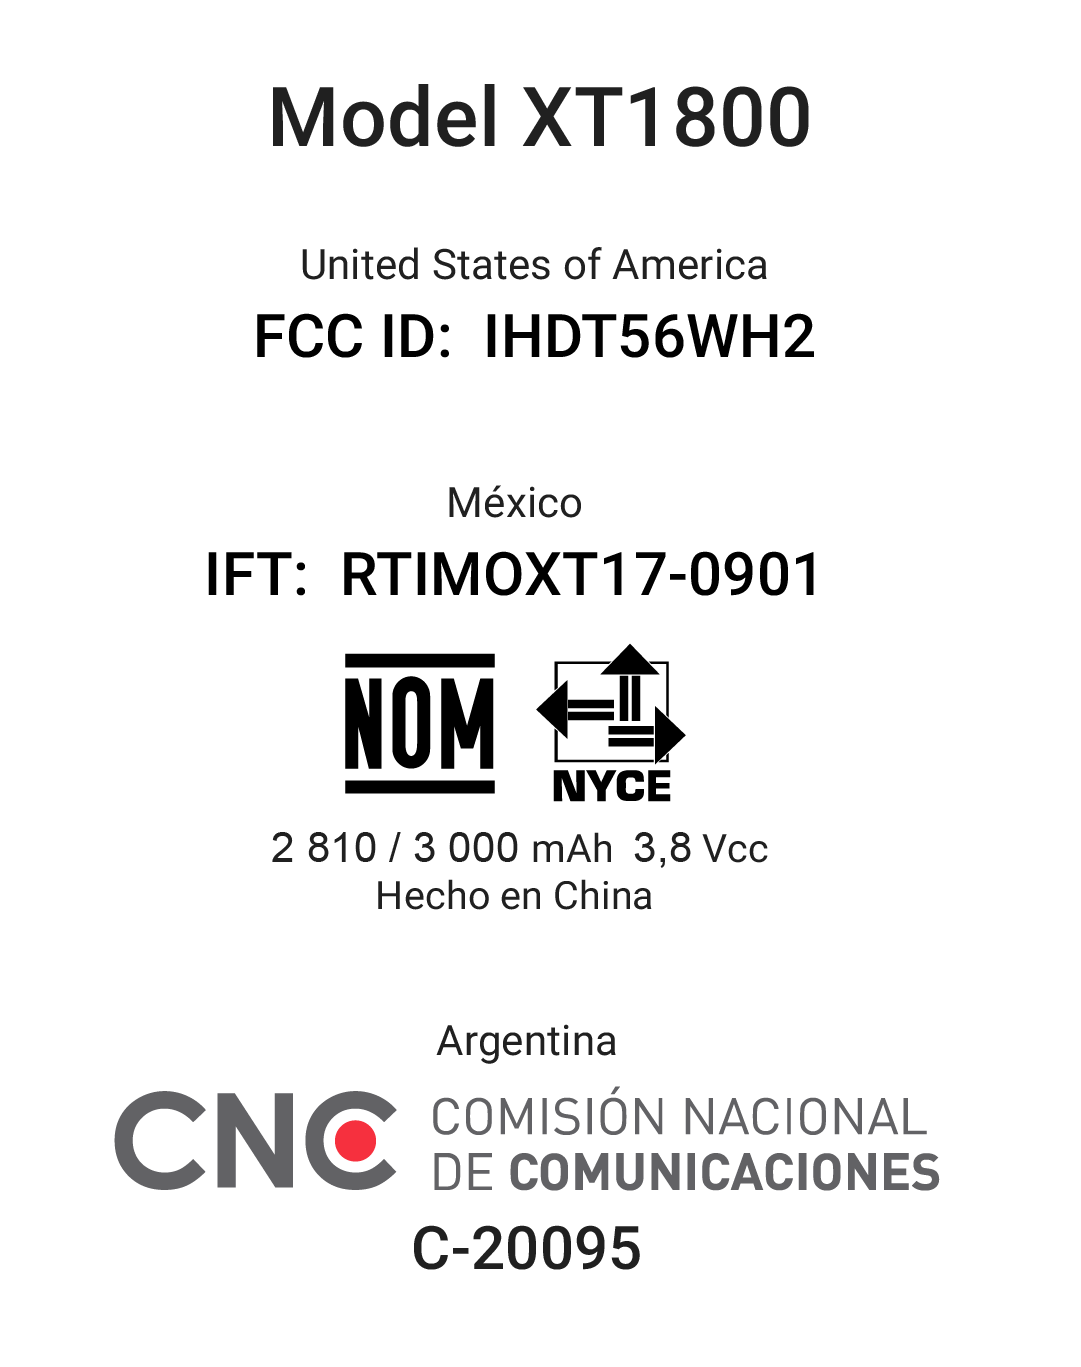 Model XT1800
United States of America
FCC ID: IHDT56WH2
México
IFT: RTIMOXT17-0901
NOM
NYCE
2 810 / 3 000 mAh 3,8 Vcc
Hecho en China
Argentina
CNC COMISIÓN NACIONAL
DE COMUNICACIONES
C-20095